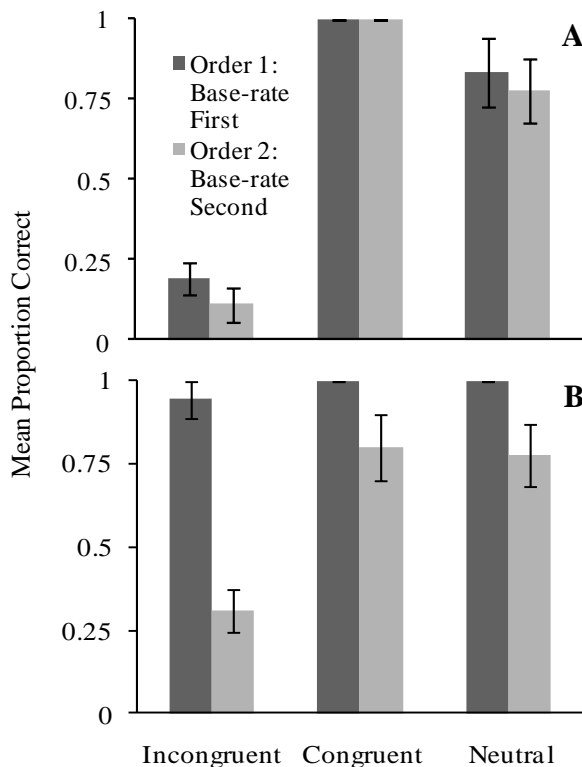 1
A
Order 1:
Base-rate
First
0.75
Order 2:
Base-rate
Second
0.5
0.25
0
Mean Proportion Correct
1
B
0.75
0.5
0.25
0
Incongruent Congruent Neutral